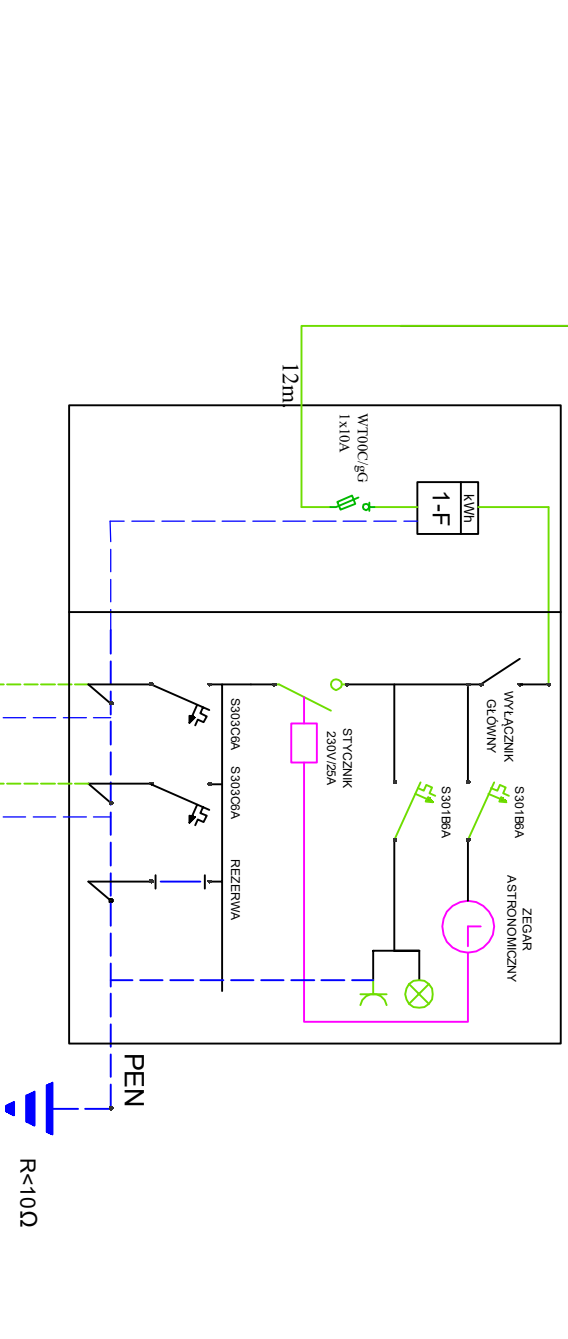 12m
WT00C/gG
1x10A
kWh
1-F
WYŁĄCZNIK
GŁÓWNY
S301B6A
S301B6A
STYCZNIK
230V/25A
S303C6A
S303C6A
REZERWA
ZEGAR
ASTRONOMICZNY
PEN
R<10Ω